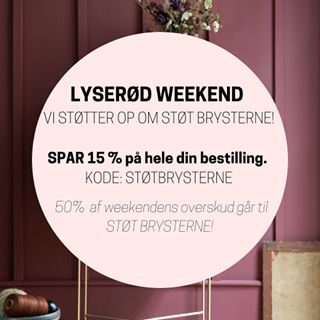 LYSERØD WEEKEND
VI STØTTER OP OM STØT BRYSTERNE!
SPAR 15 % på hele din bestilling.
KODE: STØTBRYSTERNE
50% af weekendens overskud går til
STØT BRYSTERNE!